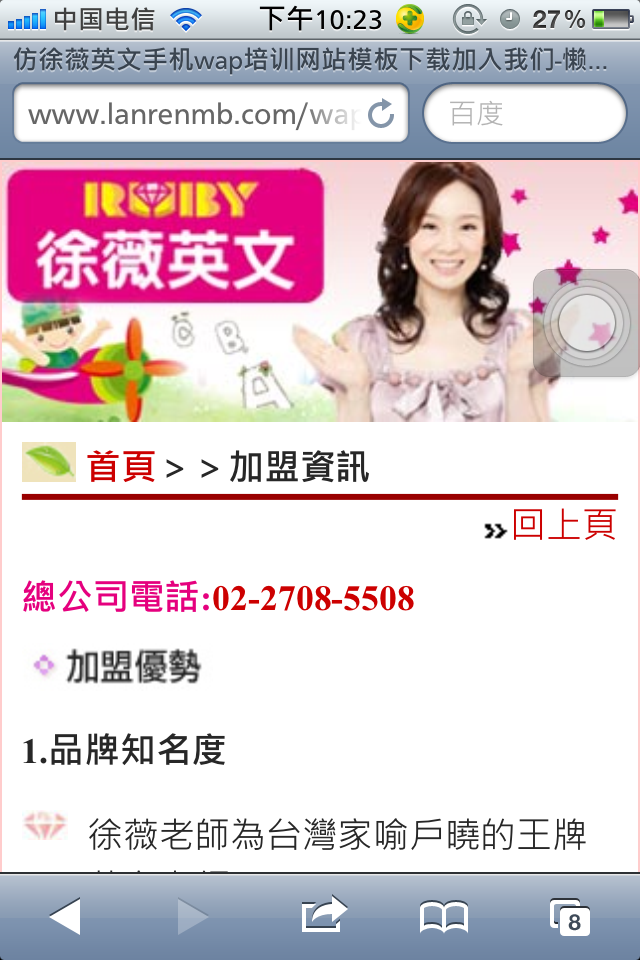 中国电信 下午10:23 27%
仿徐薇英文手机wap培训网站模板下载加入我们-懒...
www.lanrenmb.com/wap 百度
RUBY
徐薇英文
C B A
首頁 > > 加盟資訊
回上頁
總公司電話:02-2708-5508
加盟優勢
1.品牌知名度
徐薇老師為台灣家喻戶曉的王牌
8